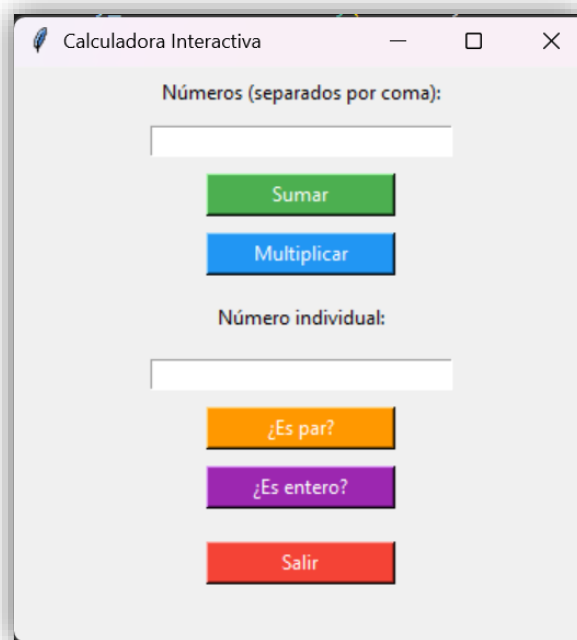 Calculadora Interactiva
Números (separados por coma):
Sumar
Multiplicar
Número individual:
¿Es par?
¿Es entero?
Salir